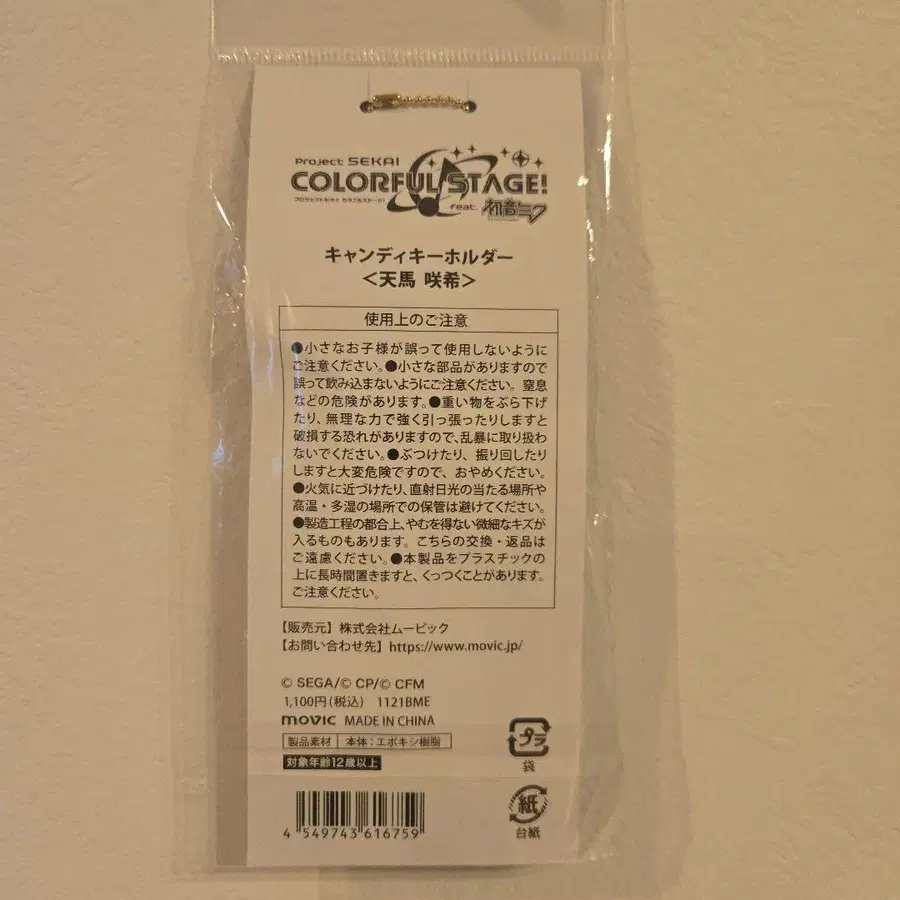 Project SEKAI
COLORFUL STAGE!
プロジェクトセカイ カラフルステージ!
feat. 初音ミク
キャンディキーホルダー
＜天馬 咲希＞
使用上のご注意
●小さなお子様が誤って使用しないように
ご注意ください。●小さな部品がありますので
誤って飲み込まないようにご注意ください。窒息
などの危険があります。●重い物をぶら下げ
たり、無理な力で強く引っ張ったりしますと
破損する恐れがありますので、乱暴に取り扱わ
ないでください。●ぶつけたり、振り回したり
しますと大変危険ですので、おやめください。
●火気に近づけたり、直射日光の当たる場所や
高温・多湿の場所での保管は避けてください。
●製造工程の都合上、やむを得ない微細なキズが
入るものもあります。こちらの交換・返品は
ご遠慮ください。●本製品をプラスチックの
上に長時間置きますと、くっつくことがあります。
ご注意ください。
【販売元】株式会社ムービック
【お問い合わせ先】https://www.movic.jp/
© SEGA/© CP/© CFM
1,100円(税込) 1121BME
movic MADE IN CHINA
製品素材 本体：エポキシ樹脂
対象年齢12歳以上
プラ
袋
紙
台紙
4 549743 616759